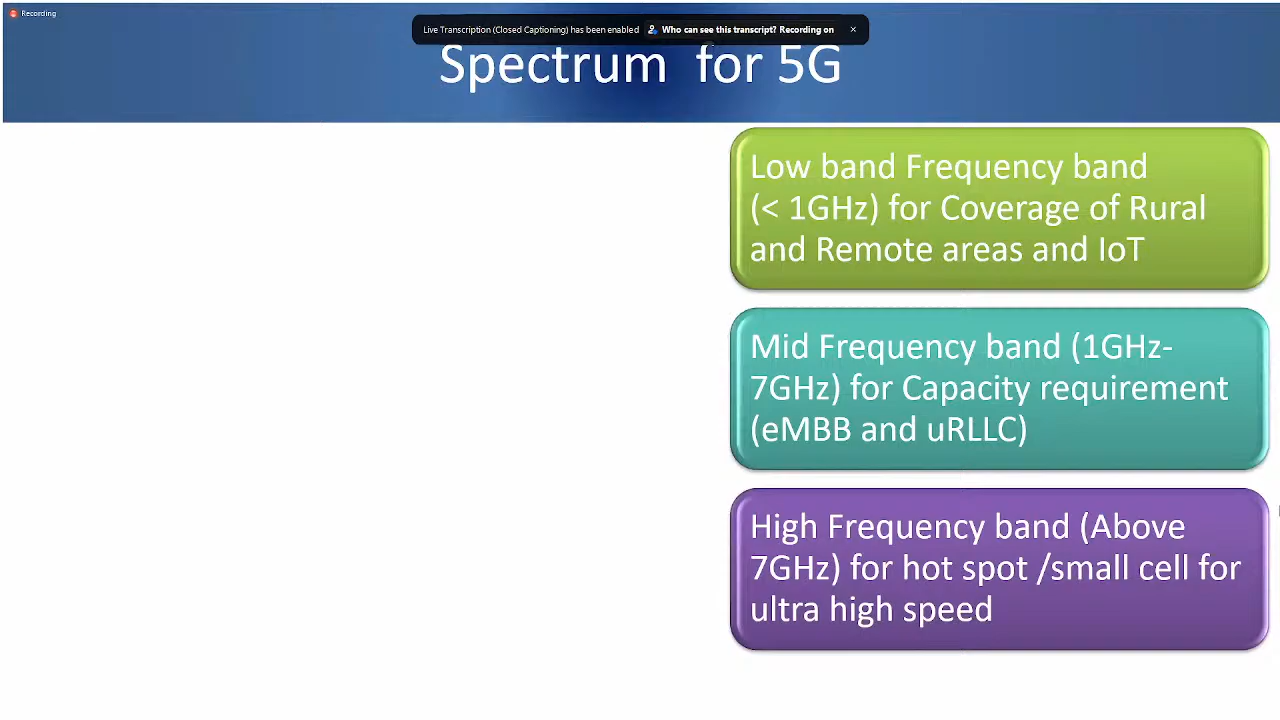 Recording
Live Transcription (Closed Captioning) has been enabled Who can see this transcript? Recording on ×
Spectrum for 5G
Low band Frequency band
(< 1GHz) for Coverage of Rural
and Remote areas and IoT
Mid Frequency band (1GHz-
7GHz) for Capacity requirement
(eMBB and uRLLC)
High Frequency band (Above
7GHz) for hot spot /small cell for
ultra high speed